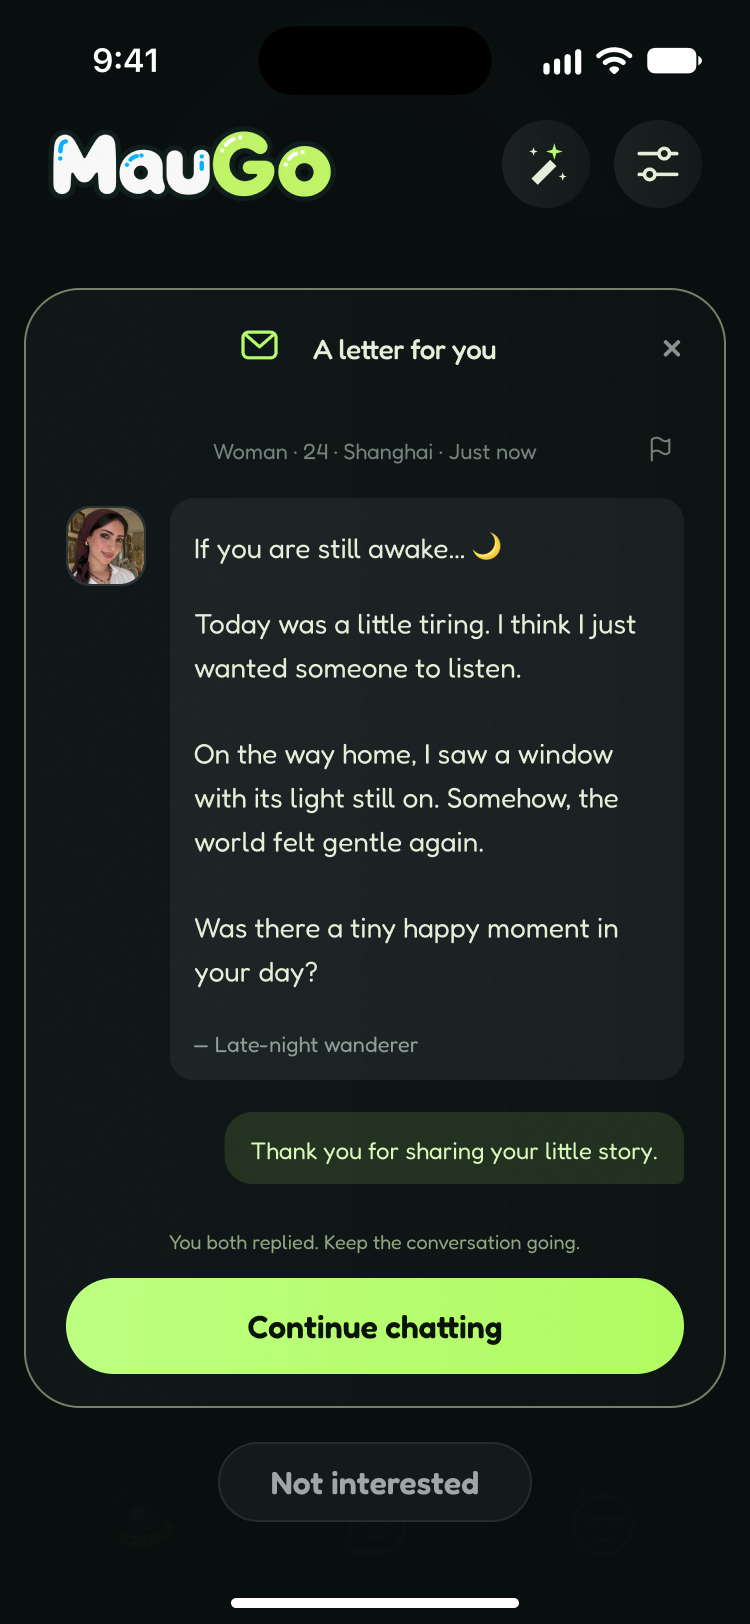 9:41
MauGo
A letter for you
Woman · 24 · Shanghai · Just now
If you are still awake... 🌙
Today was a little tiring. I think I just
wanted someone to listen.
On the way home, I saw a window
with its light still on. Somehow, the
world felt gentle again.
Was there a tiny happy moment in
your day?
– Late-night wanderer
Thank you for sharing your little story.
You both replied. Keep the conversation going.
Continue chatting
Not interested